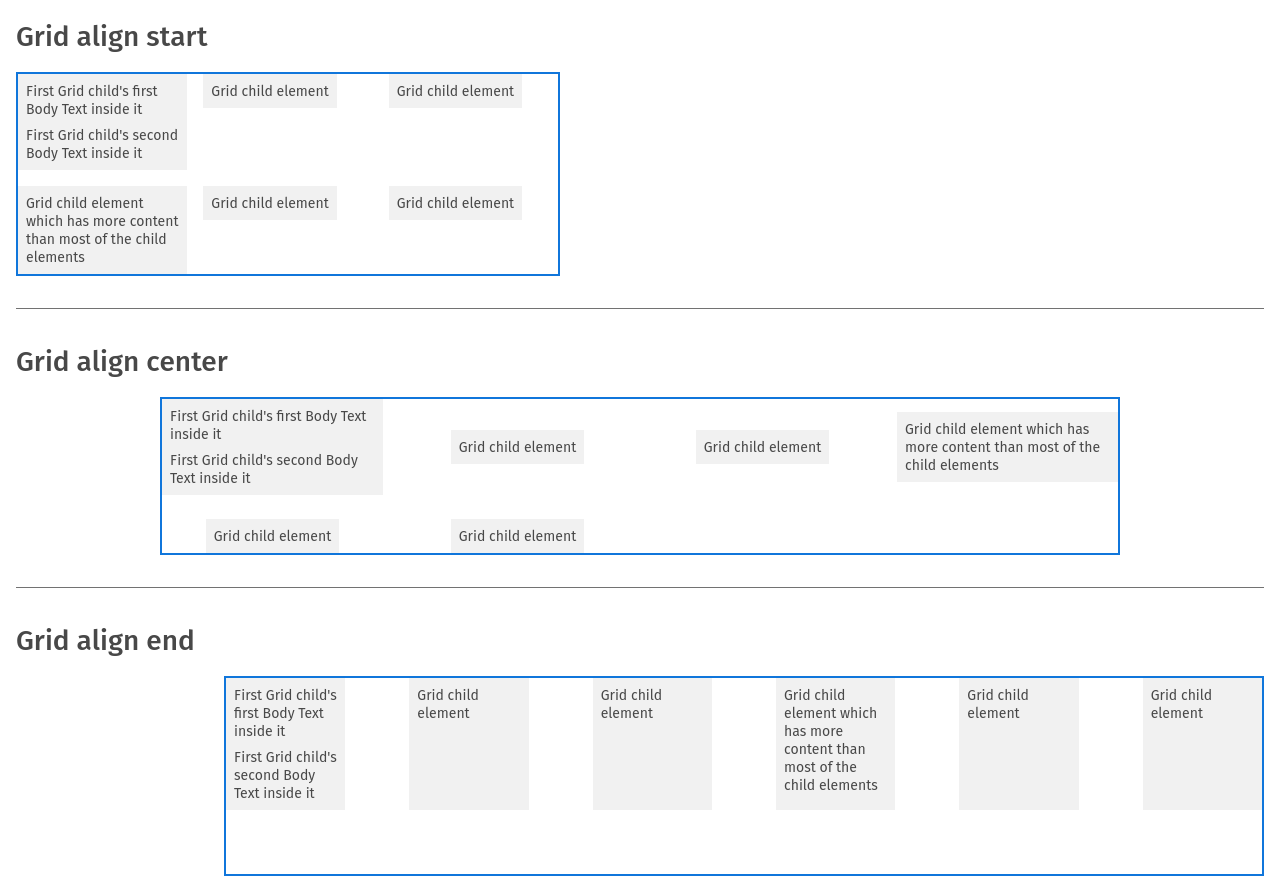 Grid align start
First Grid child's first
Body Text inside it
First Grid child's second
Body Text inside it
Grid child element
Grid child element
Grid child element
which has more content
than most of the child
elements
Grid child element
Grid child element
Grid align center
First Grid child's first Body Text
inside it
First Grid child's second Body
Text inside it
Grid child element
Grid child element
Grid child element which has
more content than most of the
child elements
Grid child element
Grid child element
Grid align end
First Grid child's
first Body Text
inside it
First Grid child's
second Body
Text inside it
Grid child
element
Grid child
element
Grid child
element which
has more
content than
most of the
child elements
Grid child
element
Grid child
element